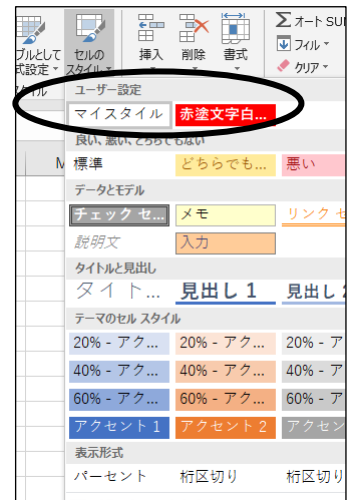 ブルとして セルの 挿入 削除 書式 Σ オート SUM
式設定 スタイル フィル
クリア
イル ユーザー設定
マイスタイル 赤塗文字白...
良い、悪い、どちらでもない
M 標準 どちらでも... 悪い
データとモデル
チェック セ... メモ リンク セ
説明文 入力
タイトルと見出し
タイト... 見出し 1 見出し 2
テーマのセル スタイル
20% - アク... 20% - アク... 20% - ア
40% - アク... 40% - アク... 40% - ア
60% - アク... 60% - アク... 60% - ア
アクセント 1 アクセント 2 アクセン
表示形式
パーセント 桁区切り 桁区切り